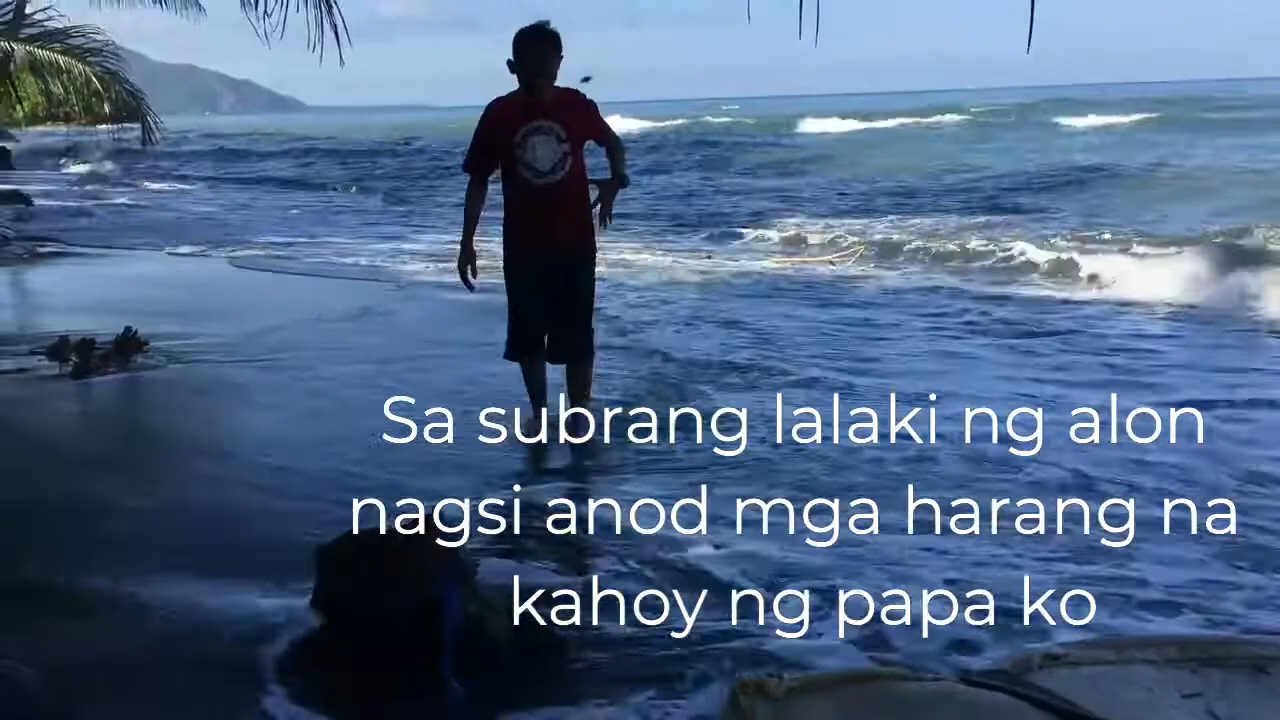 Sa subrang lalaki ng alon
nagsi anod mga harang na
kahoy ng papa ko